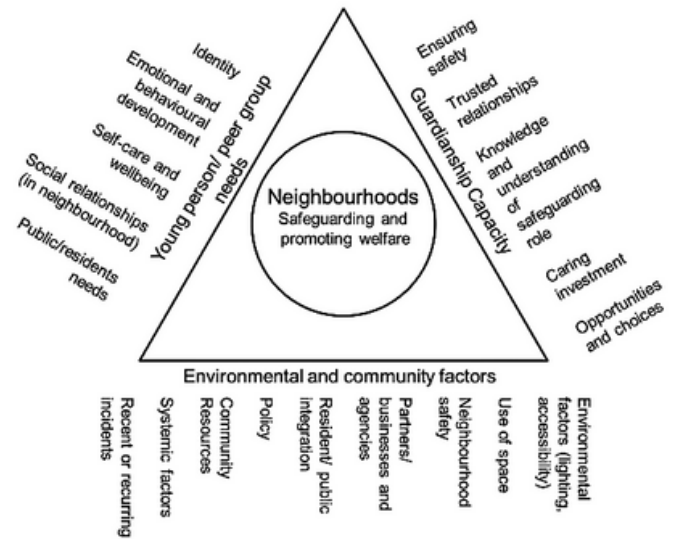 Identity
Emotional and
behavioural
development
Self-care and
wellbeing
Social relationships
(in neighbourhood)
Public/residents
needs
Young person/ peer group
needs
Ensuring
safety
Trusted
relationships
Knowledge
and
understanding
of
safeguarding
role
Caring
investment
Opportunities
and choices
Guardianship Capacity
Neighbourhoods
Safeguarding and
promoting welfare
Environmental and community factors
Recent or recurring
incidents
Systemic factors
Community
Resources
Policy
Resident/ public
integration
Partners/
businesses and
agencies
Neighbourhood
safety
Use of space
Environmental
factors (lighting,
accessibility)